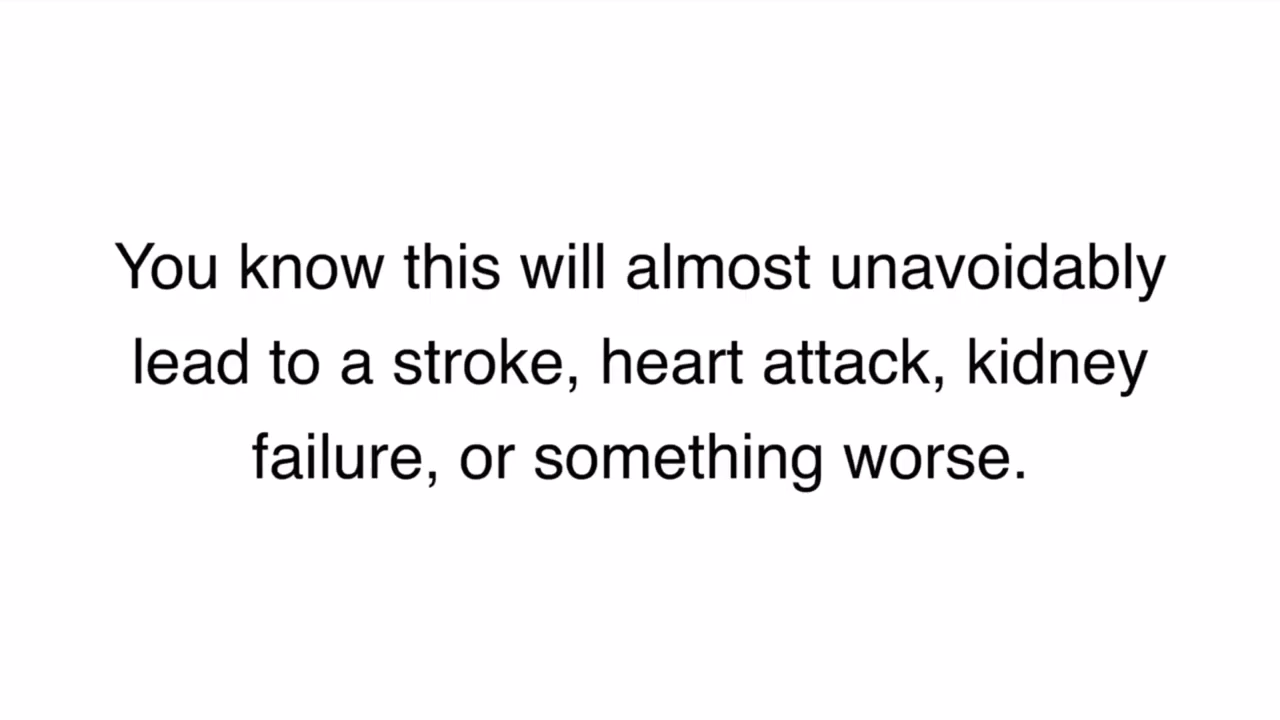 You know this will almost unavoidably
lead to a stroke, heart attack, kidney
failure, or something worse.